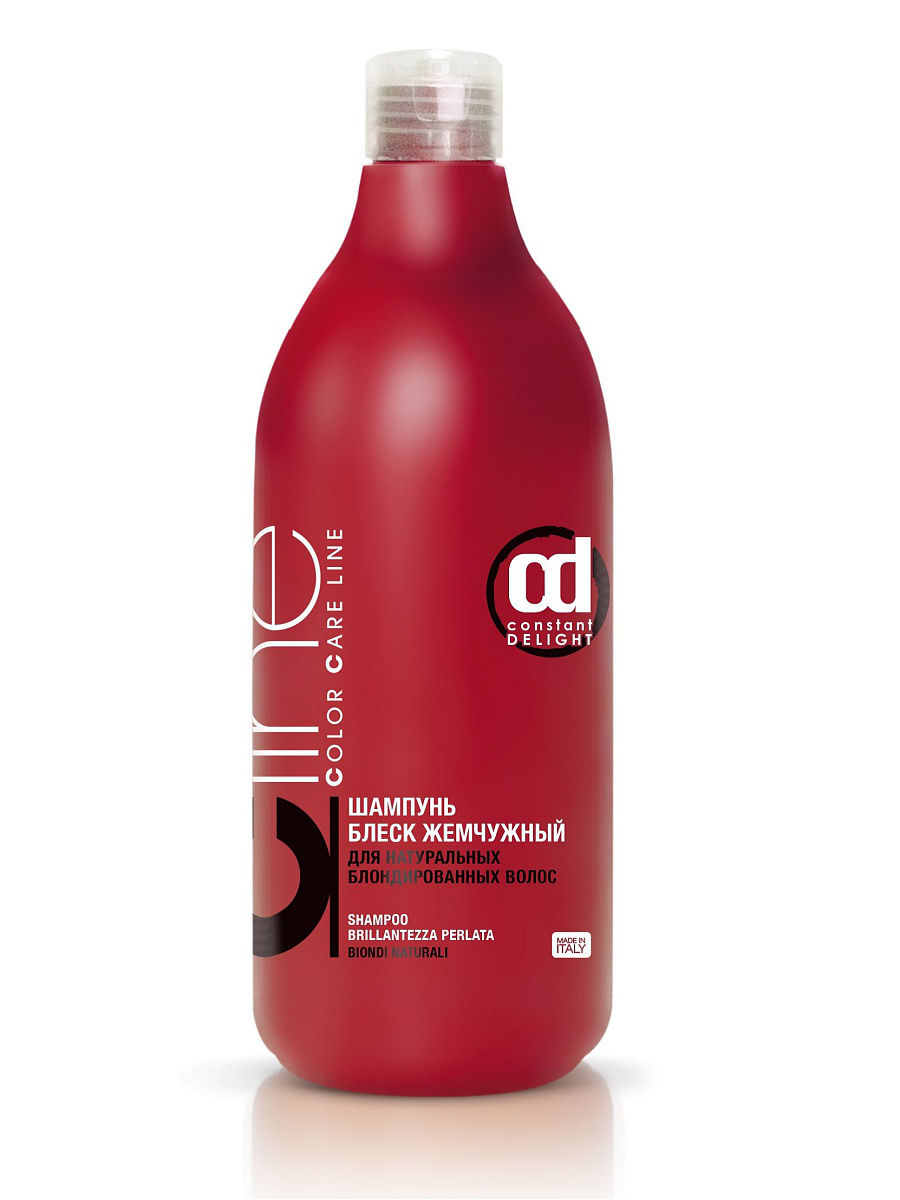 line
COLOR CARE LINE
cd
constant
DELIGHT
ШАМПУНЬ
БЛЕСК ЖЕМЧУЖНЫЙ
ДЛЯ НАТУРАЛЬНЫХ
БЛОНДИРОВАННЫХ ВОЛОС
SHAMPOO
BRILLANTEZZA PERLATA
BIONDI NATURALI
MADE IN
ITALY